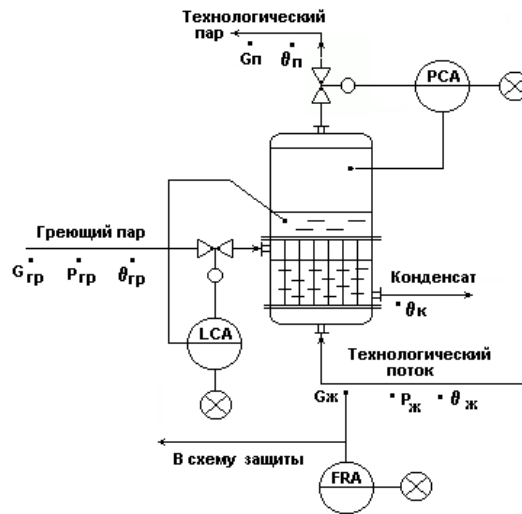 Технологический
пар
Gп θп
PCA
Греющий пар
Gгр Pгр θгр
LCA
Конденсат
θк
Технологический
поток
Gж Pж θж
В схему защиты
FRA